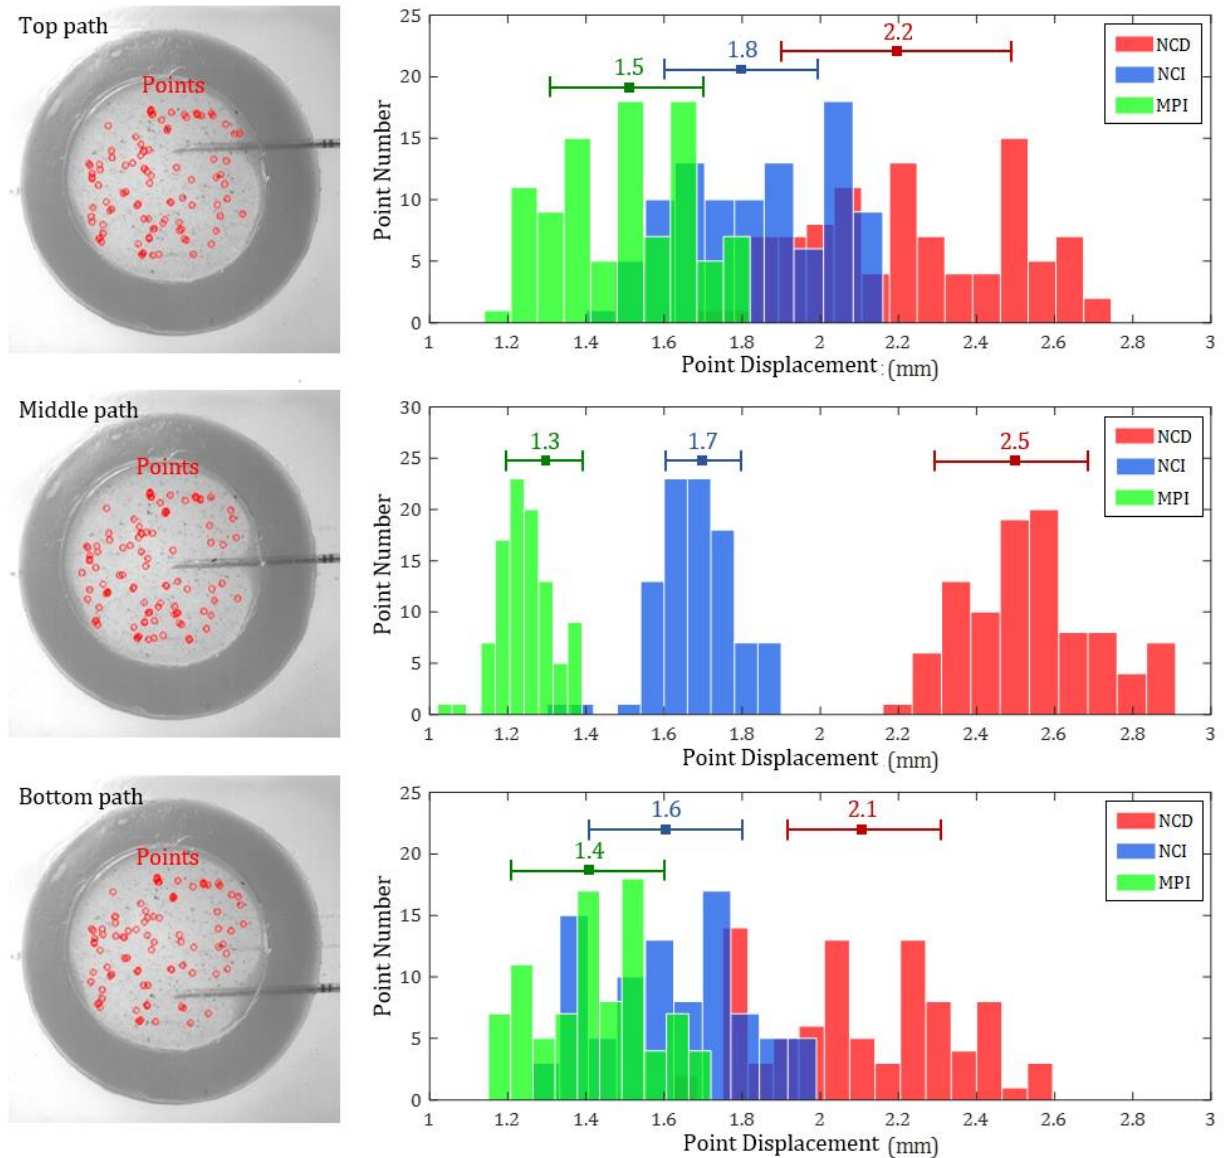 Top path
Points
25
20
15
10
5
0
Point Number
1.5
1.8
2.2
NCD
NCI
MPI
1 1.2 1.4 1.6 1.8 2 2.2 2.4 2.6 2.8 3
Point Displacement (mm)
Middle path
Points
30
25
20
15
10
5
0
Point Number
1.3
1.7
2.5
NCD
NCI
MPI
1 1.2 1.4 1.6 1.8 2 2.2 2.4 2.6 2.8 3
Point Displacement (mm)
Bottom path
Points
25
20
15
10
5
0
Point Number
1.4
1.6
2.1
NCD
NCI
MPI
1 1.2 1.4 1.6 1.8 2 2.2 2.4 2.6 2.8 3
Point Displacement (mm)